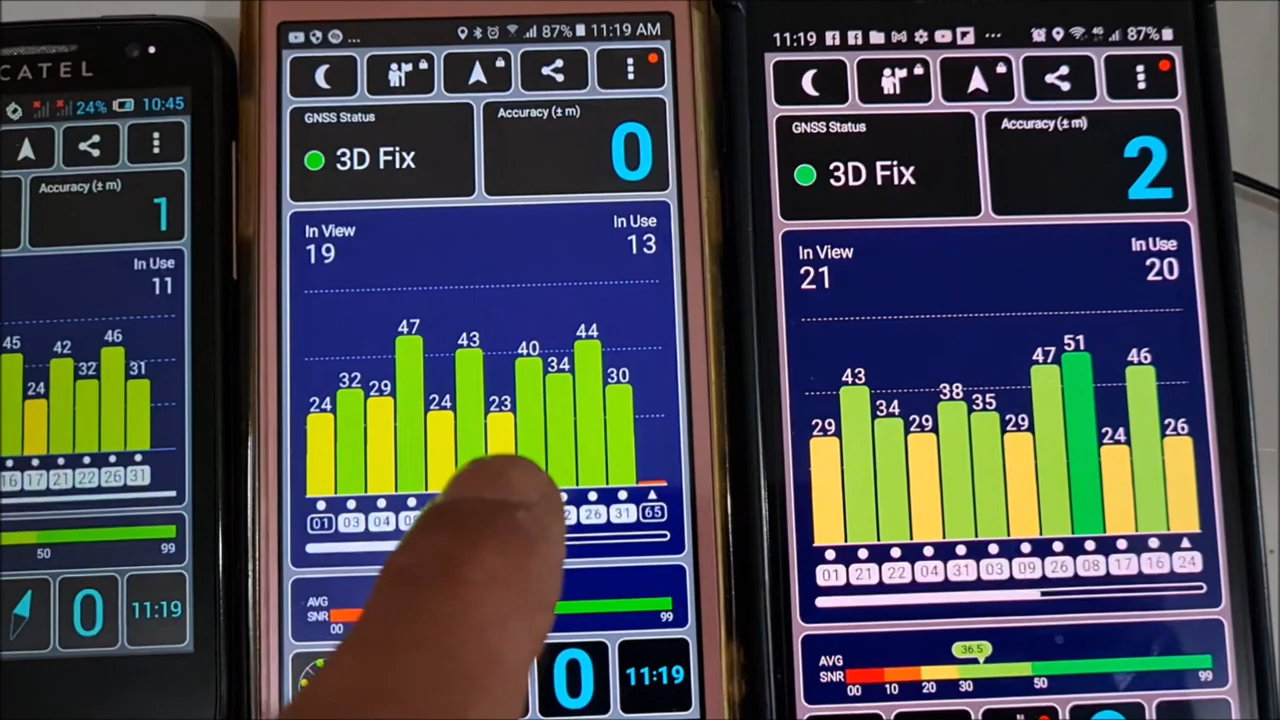 CATEL
24% 10:45
Accuracy (± m)
1
In Use
11
45 24 42 32 46 31
16 17 21 22 26 31
50 99
0 11:19
87% 11:19 AM
GNSS Status
3D Fix
Accuracy (± m)
0
In View
19
In Use
13
24 32 29 47 24 43 23 40 34 44 30
01 03 04 26 31 65
AVG
SNR
00 99
0 11:19
11:19 ... 4G 87%
GNSS Status
3D Fix
Accuracy (± m)
2
In View
21
In Use
20
29 43 34 29 38 35 29 47 51 24 46 26
01 21 22 04 31 03 09 26 08 17 16 24
36.5
AVG
SNR
00 10 20 30 50 99